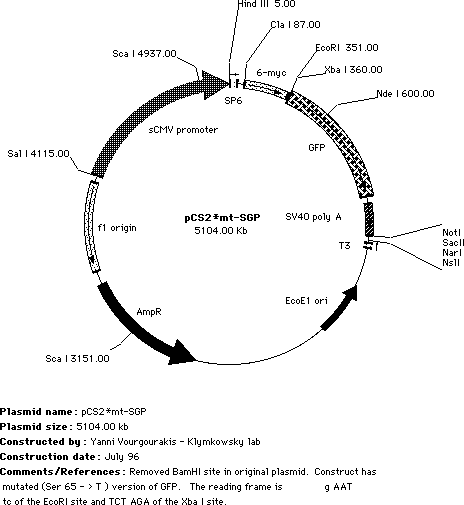 Hind III 5.00
Cla I 87.00
Sca I 4937.00
EcoRI 351.00
6-myc
Xba I 360.00
Nde I 600.00
SP6
sCMV promoter
GFP
Sal I 4115.00
pCS2*mt-SGP
5104.00 Kb
SV40 poly A
f1 origin
NotI
SacII
NarI
NsII
T3
EcoE1 ori
AmpR
Sca I 3151.00
Plasmid name: pCS2*mt-SGP
Plasmid size: 5104.00 kb
Constructed by: Yanni Vourgourakis - Klymkowsky lab
Construction date: July 96
Comments/References: Removed BamHI site in original plasmid. Construct has
mutated (Ser 65 -> T) version of GFP. The reading frame is g AAT
tc of the EcoRI site and TCT AGA of the Xba I site.